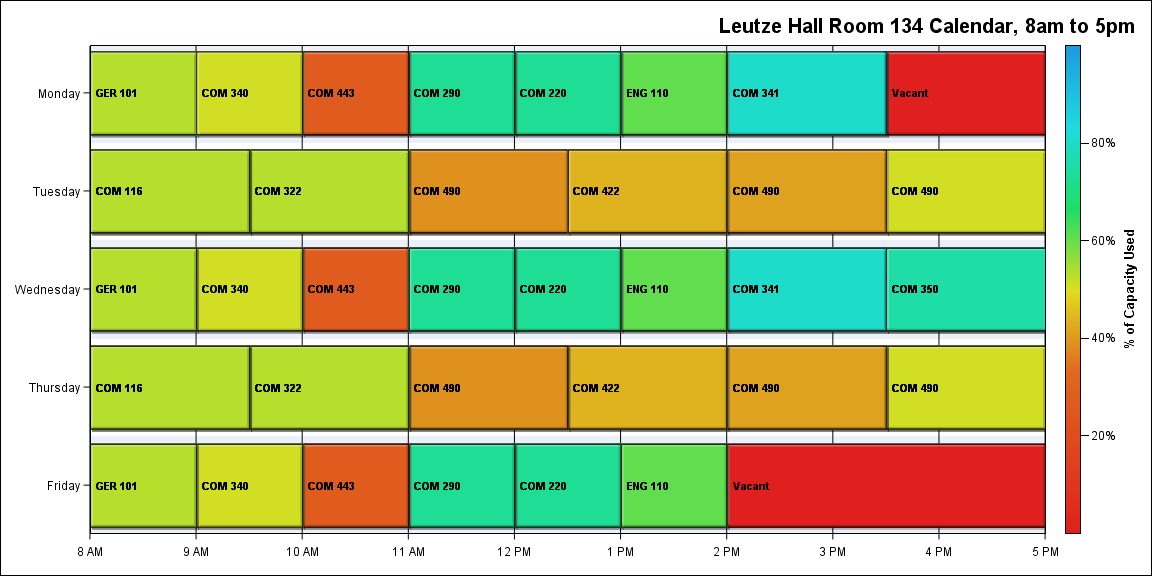 Leutze Hall Room 134 Calendar, 8am to 5pm
Monday
GER 101
COM 340
COM 443
COM 290
COM 220
ENG 110
COM 341
Vacant
Tuesday
COM 116
COM 322
COM 490
COM 422
COM 490
COM 490
Wednesday
GER 101
COM 340
COM 443
COM 290
COM 220
ENG 110
COM 341
COM 350
Thursday
COM 116
COM 322
COM 490
COM 422
COM 490
COM 490
Friday
GER 101
COM 340
COM 443
COM 290
COM 220
ENG 110
Vacant
8 AM
9 AM
10 AM
11 AM
12 PM
1 PM
2 PM
3 PM
4 PM
5 PM
80%
60%
40%
20%
% of Capacity Used